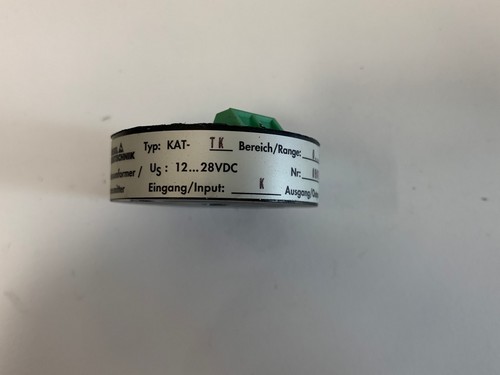 Typ: KAT- TK Bereich/Range:
US: 12...28VDC Nr:
Eingang/Input: K Ausgang/